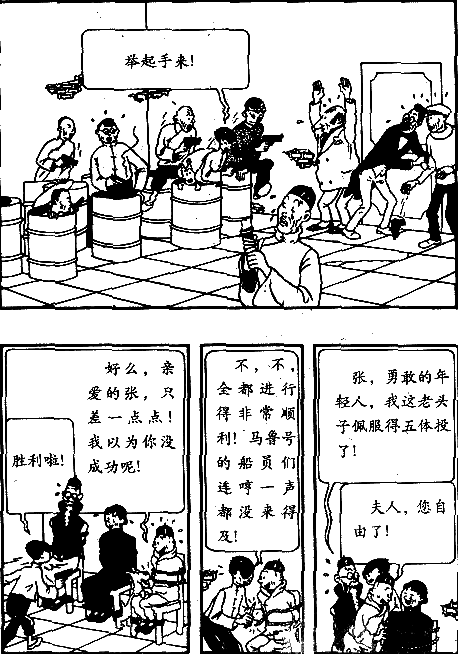 举起手来!
胜利啦!
好么，亲
爱的张，只
差一点点!
我以为你没
成功呢!
不，不，
全都进行
得非常顺
利! 马鲁号
的船员们
连哼一声
都没来得
及!
张，勇敢的年
轻人，我这老头
子佩服得五体投
了!
夫人，您自
由了!